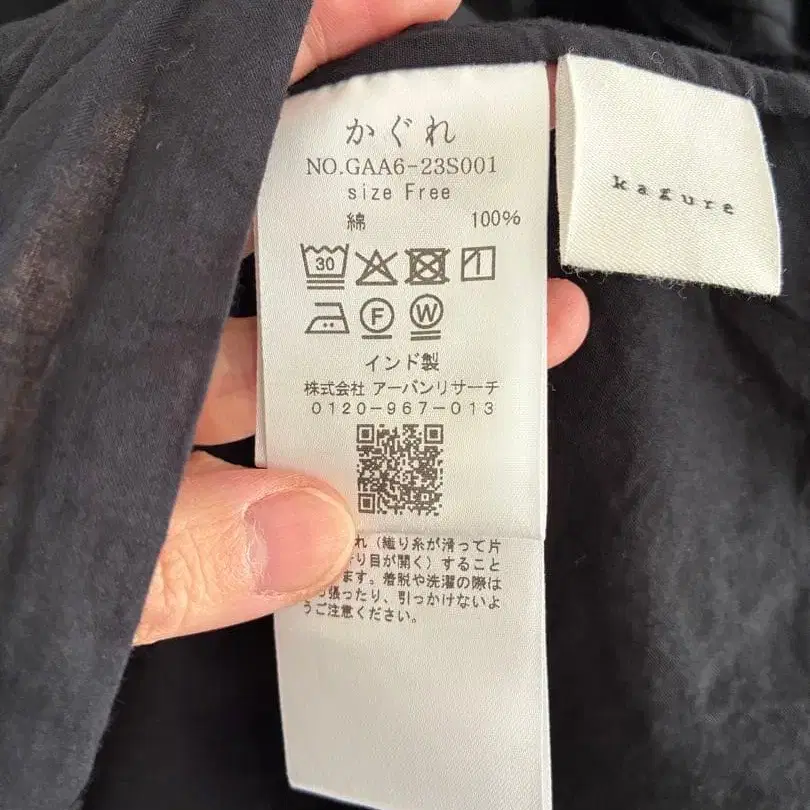 かぐれ
NO.GAA6-23S001
size Free
綿 100%
30
F W
インド製
株式会社 アーバンリサーチ
0120-967-013
れ（織り糸が滑って片
り目が開く）すること
ます。着脱や洗濯の際は
張ったり、引っかけないよ
うご注意ください。
kagure